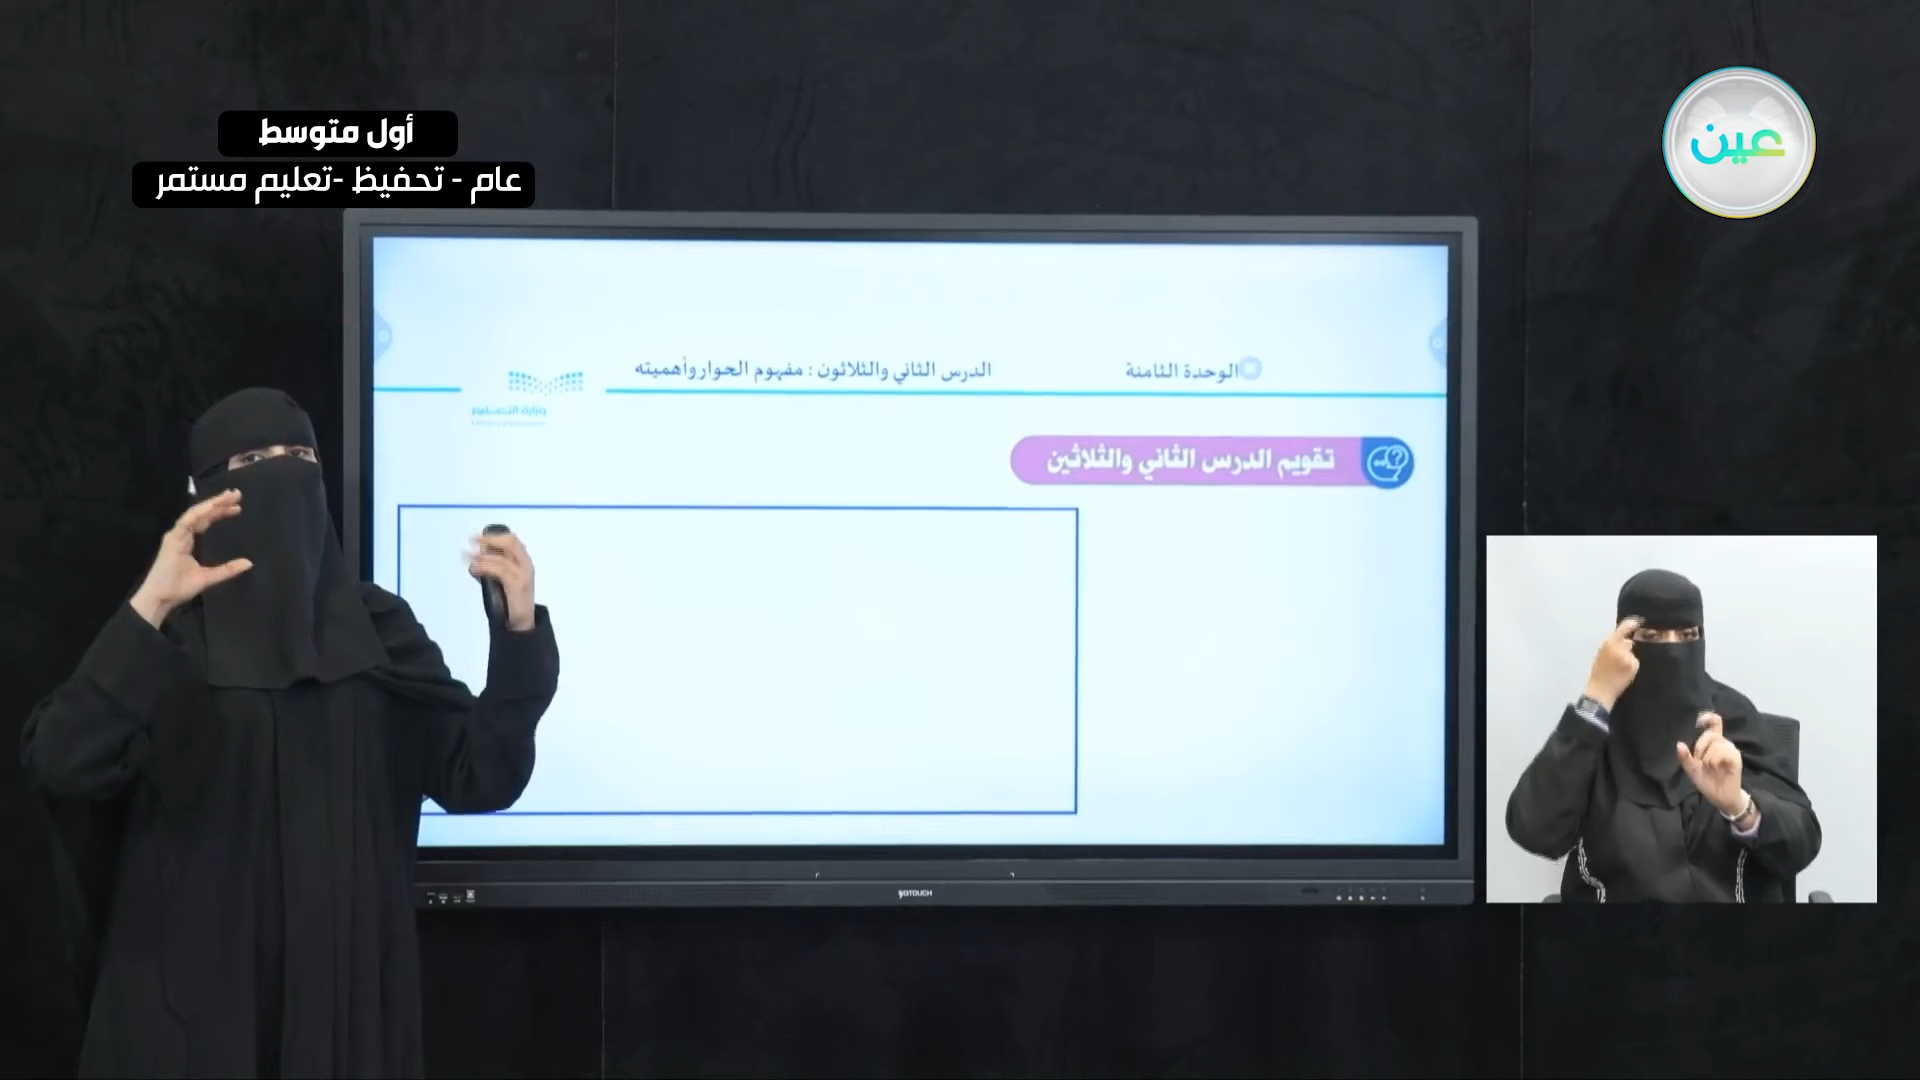 أول متوسط
عام - تحفيظ -تعليم مستمر
عين
الوحدة الثامنة
الدرس الثاني والثلاثون : مفهوم الحوار وأهميته
وزارة التعليم
تقويم الدرس الثاني والثلاثين